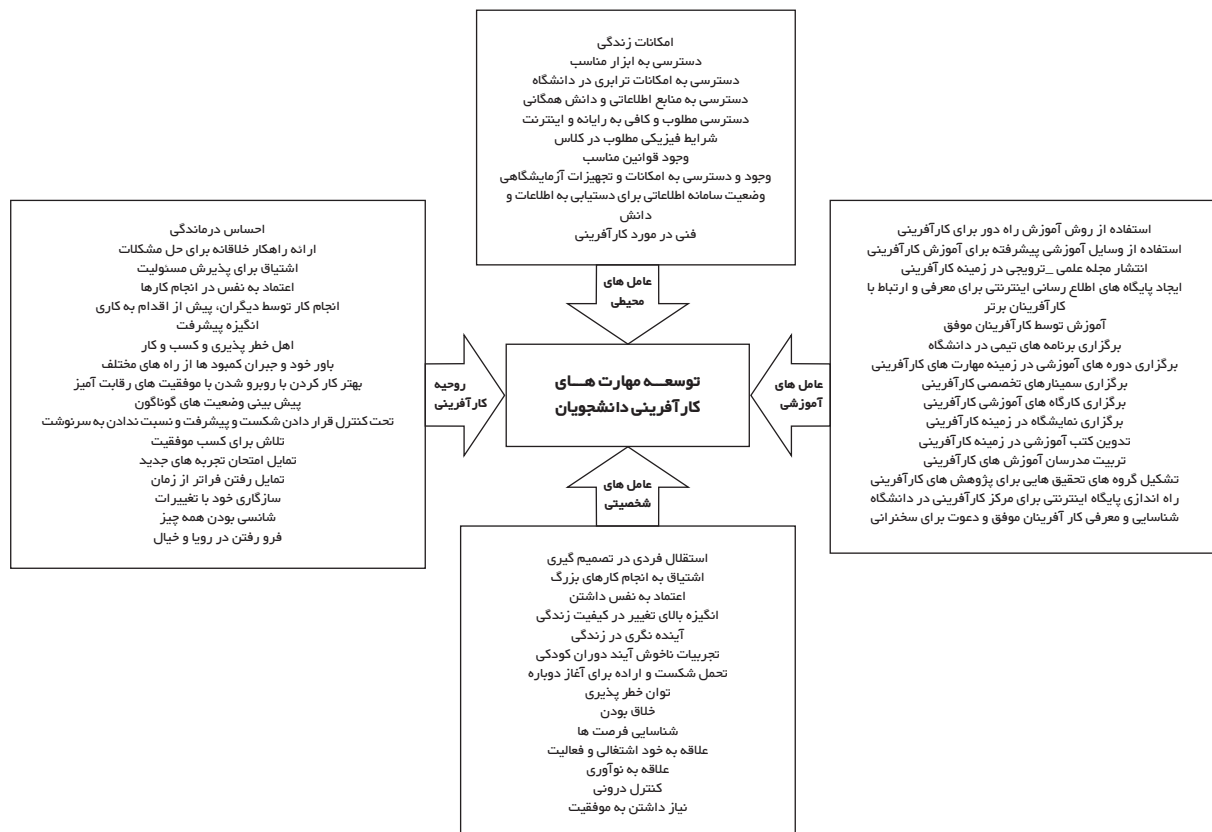 امکانات زندگی
دسترسی به ابزار مناسب
دسترسی به امکانات ترابری در دانشگاه
دسترسی به منابع اطلاعاتی و دانش همگانی
دسترسی مطلوب و کافی به رایانه و اینترنت
شرایط فیزیکی مطلوب در کلاس
وجود قوانین مناسب
وجود و دسترسی به امکانات و تجهیزات آزمایشگاهی
وضعیت سامانه اطلاعاتی برای دستیابی به اطلاعات و
دانش
فنی در مورد کارآفرینی
عامل های
محیطی
استفاده از روش آموزش راه دور برای کارآفرینی
استفاده از وسایل آموزشی پیشرفته برای آموزش کارآفرینی
انتشار مجله علمی _ترویجی در زمینه کارآفرینی
ایجاد پایگاه های اطلاع رسانی اینترنتی برای معرفی و ارتباط با
کارآفرینان برتر
آموزش توسط کارآفرینان موفق
برگزاری برنامه های تیمی در دانشگاه
برگزاری دوره های آموزشی در زمینه مهارت های کارآفرینی
برگزاری سمینارهای تخصصی کارآفرینی
برگزاری کارگاه های آموزشی کارآفرینی
برگزاری نمایشگاه در زمینه کارآفرینی
تدوین کتب آموزشی در زمینه کارآفرینی
تربیت مدرسان آموزش های کارآفرینی
تشکیل گروه های تحقیق هایی برای پژوهش های کارآفرینی
راه اندازی پایگاه اینترنتی برای مرکز کارآفرینی در دانشگاه
شناسایی و معرفی کار آفرینان موفق و دعوت برای سخنرانی
عامل های
آموزشی
توسعـــه مهارت هـــای
کارآفرینی دانشجویان
روحیه
کارآفرینی
احساس درماندگی
ارائه راهکار خلاقانه برای حل مشکلات
اشتیاق برای پذیرش مسئولیت
اعتماد به نفس در انجام کارها
انجام کار توسط دیگران، پیش از اقدام به کاری
انگیزه پیشرفت
اهل خطر پذیری و کسب و کار
باور خود و جبران کمبود ها از راه های مختلف
بهتر کار کردن با روبرو شدن با موفقیت های رقابت آمیز
پیش بینی وضعیت های گوناگون
تحت کنترل قرار دادن شکست و پیشرفت و نسبت ندادن به سرنوشت
تلاش برای کسب موفقیت
تمایل امتحان تجربه های جدید
تمایل رفتن فراتر از زمان
سازگاری خود با تغییرات
شانسی بودن همه چیز
فرو رفتن در رویا و خیال
عامل های
شخصیتی
استقلال فردی در تصمیم گیری
اشتیاق به انجام کارهای بزرگ
اعتماد به نفس داشتن
انگیزه بالای تغییر در کیفیت زندگی
آینده نگری در زندگی
تجربیات ناخوش آیند دوران کودکی
تحمل شکست و اراده برای آغاز دوباره
توان خطر پذیری
خلاق بودن
شناسایی فرصت ها
علاقه به خود اشتغالی و فعالیت
علاقه به نوآوری
کنترل درونی
نیاز داشتن به موفقیت